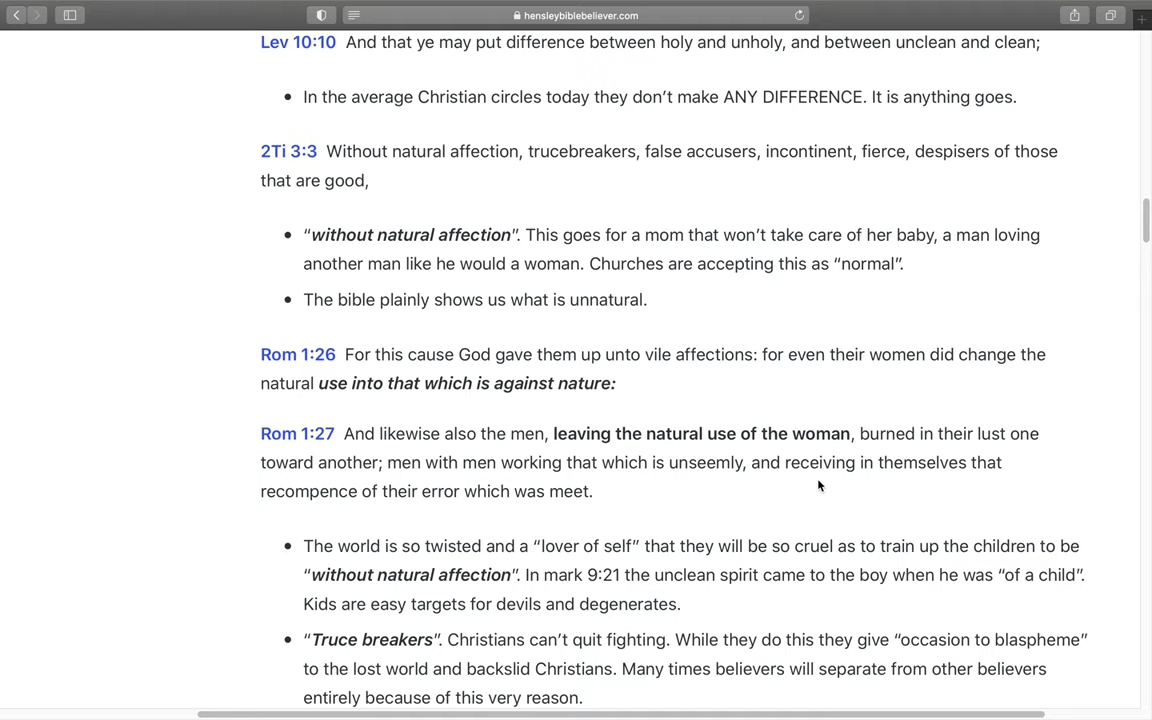 hensleybiblebeliever.com
Lev 10:10 And that ye may put difference between holy and unholy, and between unclean and clean;
• In the average Christian circles today they don’t make ANY DIFFERENCE. It is anything goes.
2Ti 3:3 Without natural affection, trucebreakers, false accusers, incontinent, fierce, despisers of those
that are good,
• “without natural affection”. This goes for a mom that won’t take care of her baby, a man loving
another man like he would a woman. Churches are accepting this as “normal”.
• The bible plainly shows us what is unnatural.
Rom 1:26 For this cause God gave them up unto vile affections: for even their women did change the
natural use into that which is against nature:
Rom 1:27 And likewise also the men, leaving the natural use of the woman, burned in their lust one
toward another; men with men working that which is unseemly, and receiving in themselves that
recompence of their error which was meet.
• The world is so twisted and a “lover of self” that they will be so cruel as to train up the children to be
“without natural affection”. In mark 9:21 the unclean spirit came to the boy when he was “of a child”.
Kids are easy targets for devils and degenerates.
• “Truce breakers”. Christians can’t quit fighting. While they do this they give “occasion to blaspheme”
to the lost world and backslid Christians. Many times believers will separate from other believers
entirely because of this very reason.